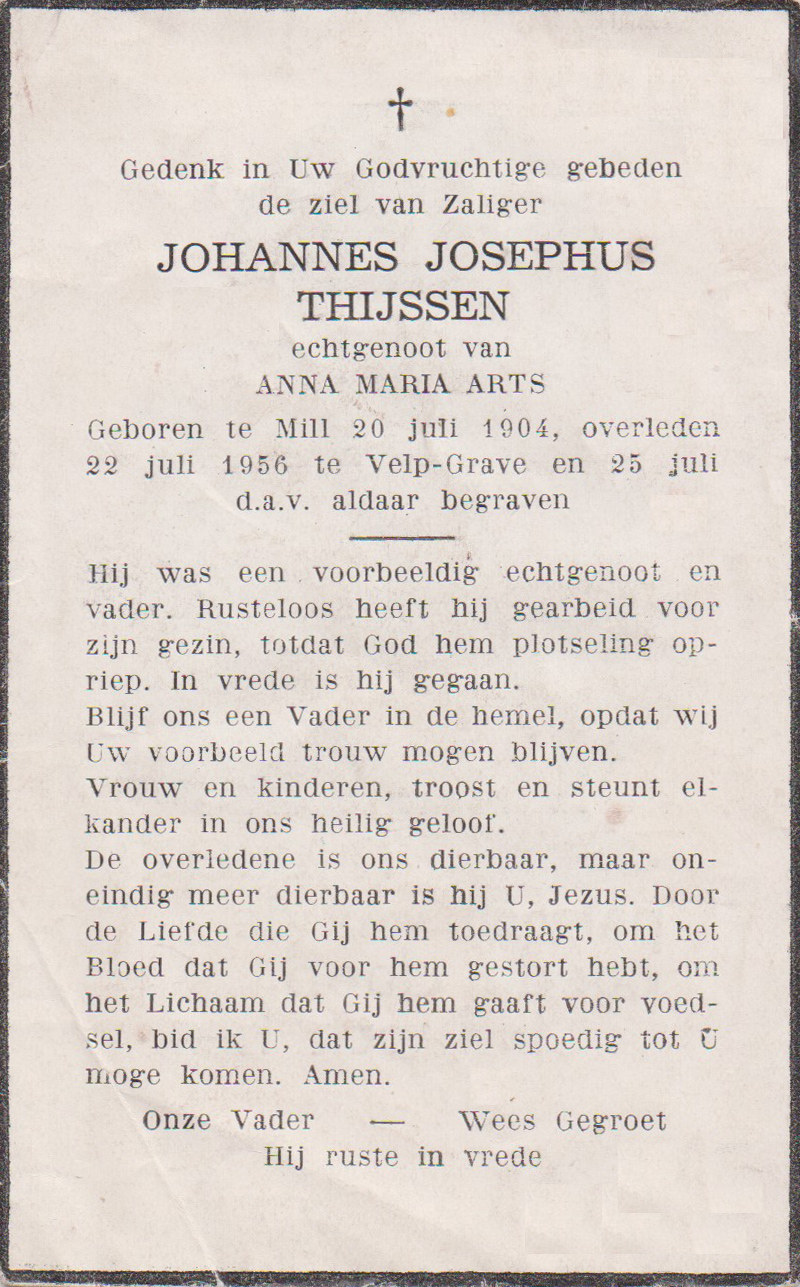 Gedenk in Uw Godvruchtige gebeden
de ziel van Zaliger
JOHANNES JOSEPHUS
THIJSSEN
echtgenoot van
ANNA MARIA ARTS
Geboren te Mill 20 juli 1904, overleden
22 juli 1956 te Velp-Grave en 25 juli
d.a.v. aldaar begraven
Hij was een voorbeeldig echtgenoot en
vader. Rusteloos heeft hij gearbeid voor
zijn gezin, totdat God hem plotseling op-
riep. In vrede is hij gegaan.
Blijf ons een Vader in de hemel, opdat wij
Uw voorbeeld trouw mogen blijven.
Vrouw en kinderen, troost en steunt el-
kander in ons heilig geloof.
De overledene is ons dierbaar, maar on-
eindig meer dierbaar is hij U, Jezus. Door
de Liefde die Gij hem toedraagt, om het
Bloed dat Gij voor hem gestort hebt, om
het Lichaam dat Gij hem gaaft voor voed-
sel, bid ik U, dat zijn ziel spoedig tot U
moge komen. Amen.
Onze Vader — Wees Gegroet
Hij ruste in vrede